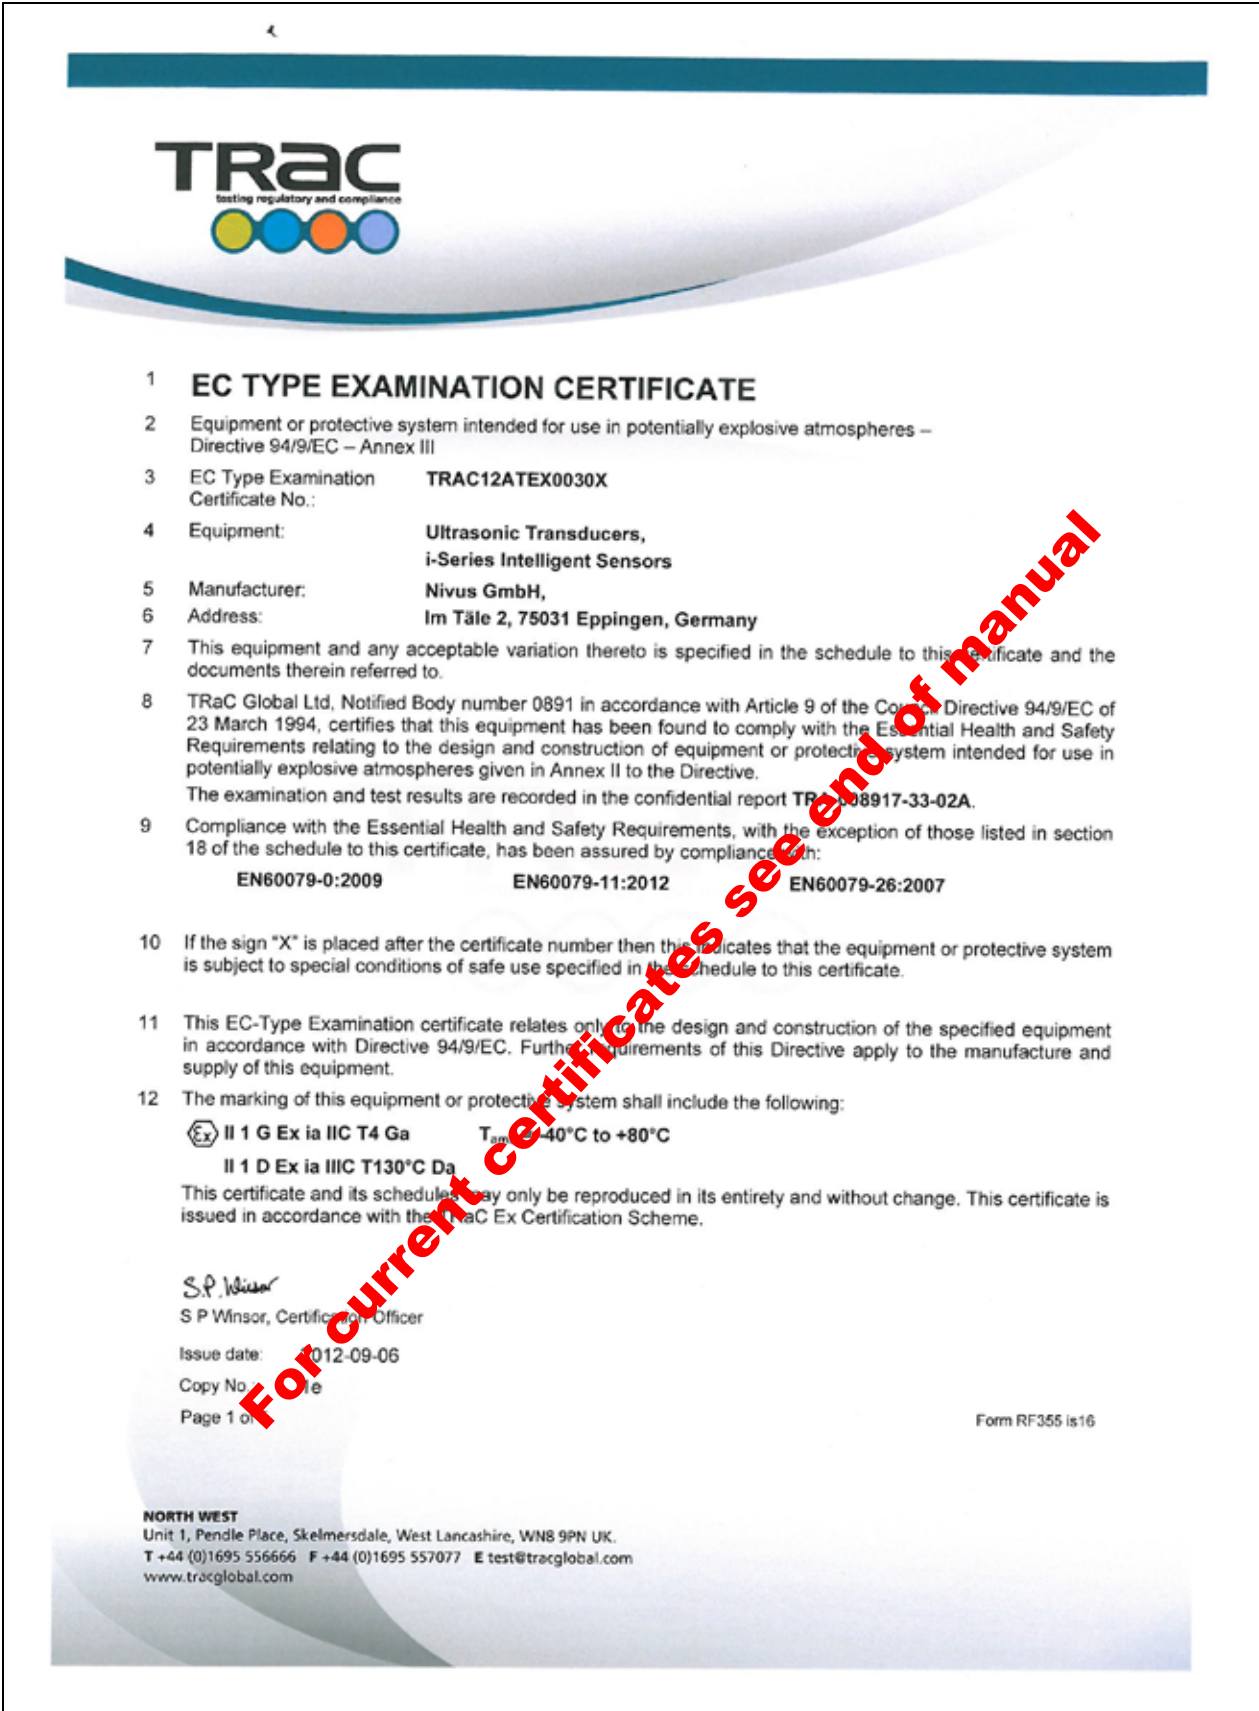 TRaC
testing regulatory and compliance
1 EC TYPE EXAMINATION CERTIFICATE
2 Equipment or protective system intended for use in potentially explosive atmospheres –
Directive 94/9/EC – Annex III
3 EC Type Examination TRAC12ATEX0030X
Certificate No.:
4 Equipment: Ultrasonic Transducers,
i-Series Intelligent Sensors
5 Manufacturer: Nivus GmbH,
6 Address: Im Täle 2, 75031 Eppingen, Germany
7 This equipment and any acceptable variation thereto is specified in the schedule to this certificate and the
documents therein referred to.
8 TRaC Global Ltd, Notified Body number 0891 in accordance with Article 9 of the Council Directive 94/9/EC of
23 March 1994, certifies that this equipment has been found to comply with the Essential Health and Safety
Requirements relating to the design and construction of equipment or protective system intended for use in
potentially explosive atmospheres given in Annex II to the Directive.
The examination and test results are recorded in the confidential report
9 Compliance with the Essential Health and Safety Requirements, with the exception of those listed in section
18 of the schedule to this certificate, has been assured by compliance with:
EN60079-0:2009 EN60079-11:2012 EN60079-26:2007
10 If the sign "X" is placed after the certificate number then this indicates that the equipment or protective system
is subject to special conditions of safe use specified in the schedule to this certificate.
11 This EC-Type Examination certificate relates only to the design and construction of the specified equipment
in accordance with Directive 94/9/EC. Further requirements of this Directive apply to the manufacture and
supply of this equipment.
12 The marking of this equipment or protective system shall include the following:
Ex II 1 G Ex ia IIC T4 Ga Tamb = -40°C to +80°C
II 1 D Ex ia IIIC T130°C Da
This certificate and its schedules may only be reproduced in its entirety and without change. This certificate is
issued in accordance with the TRaC Ex Certification Scheme.
S.P. Winsor
S P Winsor, Certification Officer
Issue date: 2012-09-06
Copy No.:
Page 1 of
Form RF355 is16
For current certificates see end of manual
NORTH WEST
Unit 1, Pendle Place, Skelmersdale, West Lancashire, WN8 9PN UK.
T +44 (0)1695 556666 F +44 (0)1695 557077 E test@tracglobal.com
www.tracglobal.com